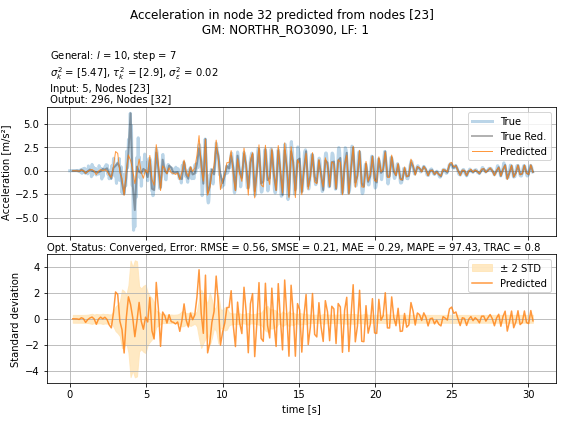 Acceleration in node 32 predicted from nodes [23]
GM: NORTHR_RO3090, LF: 1
General: l = 10, step = 7
σ²ₖ = [5.47], τ²ₖ = [2.9], σ²ε = 0.02
Input: 5, Nodes [23]
Output: 296, Nodes [32]
Acceleration [m/s²]
5.0
2.5
0.0
−2.5
−5.0
True
True Red.
Predicted
Opt. Status: Converged, Error: RMSE = 0.56, SMSE = 0.21, MAE = 0.29, MAPE = 97.43, TRAC = 0.8
Standard deviation
4
2
0
−2
−4
± 2 STD
Predicted
0 5 10 15 20 25 30
time [s]